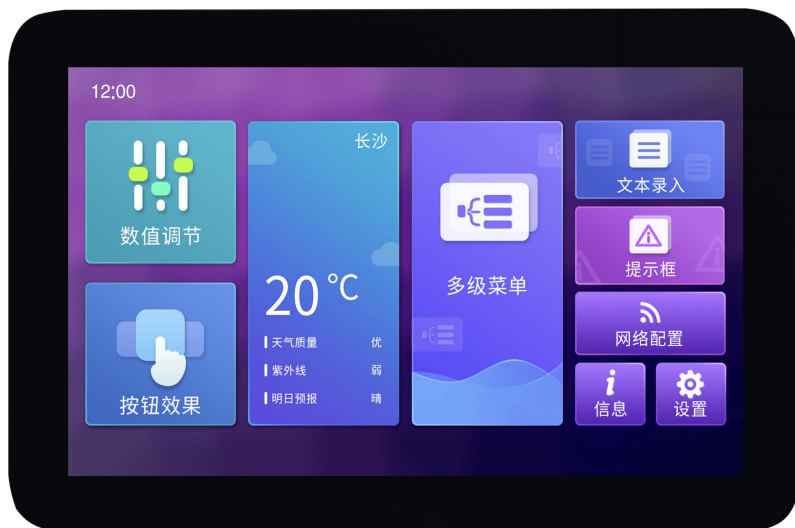 12:00
数值调节
按钮效果
长沙
20 °C
天气质量 优
紫外线 弱
明日预报 晴
多级菜单
文本录入
提示框
网络配置
信息
设置